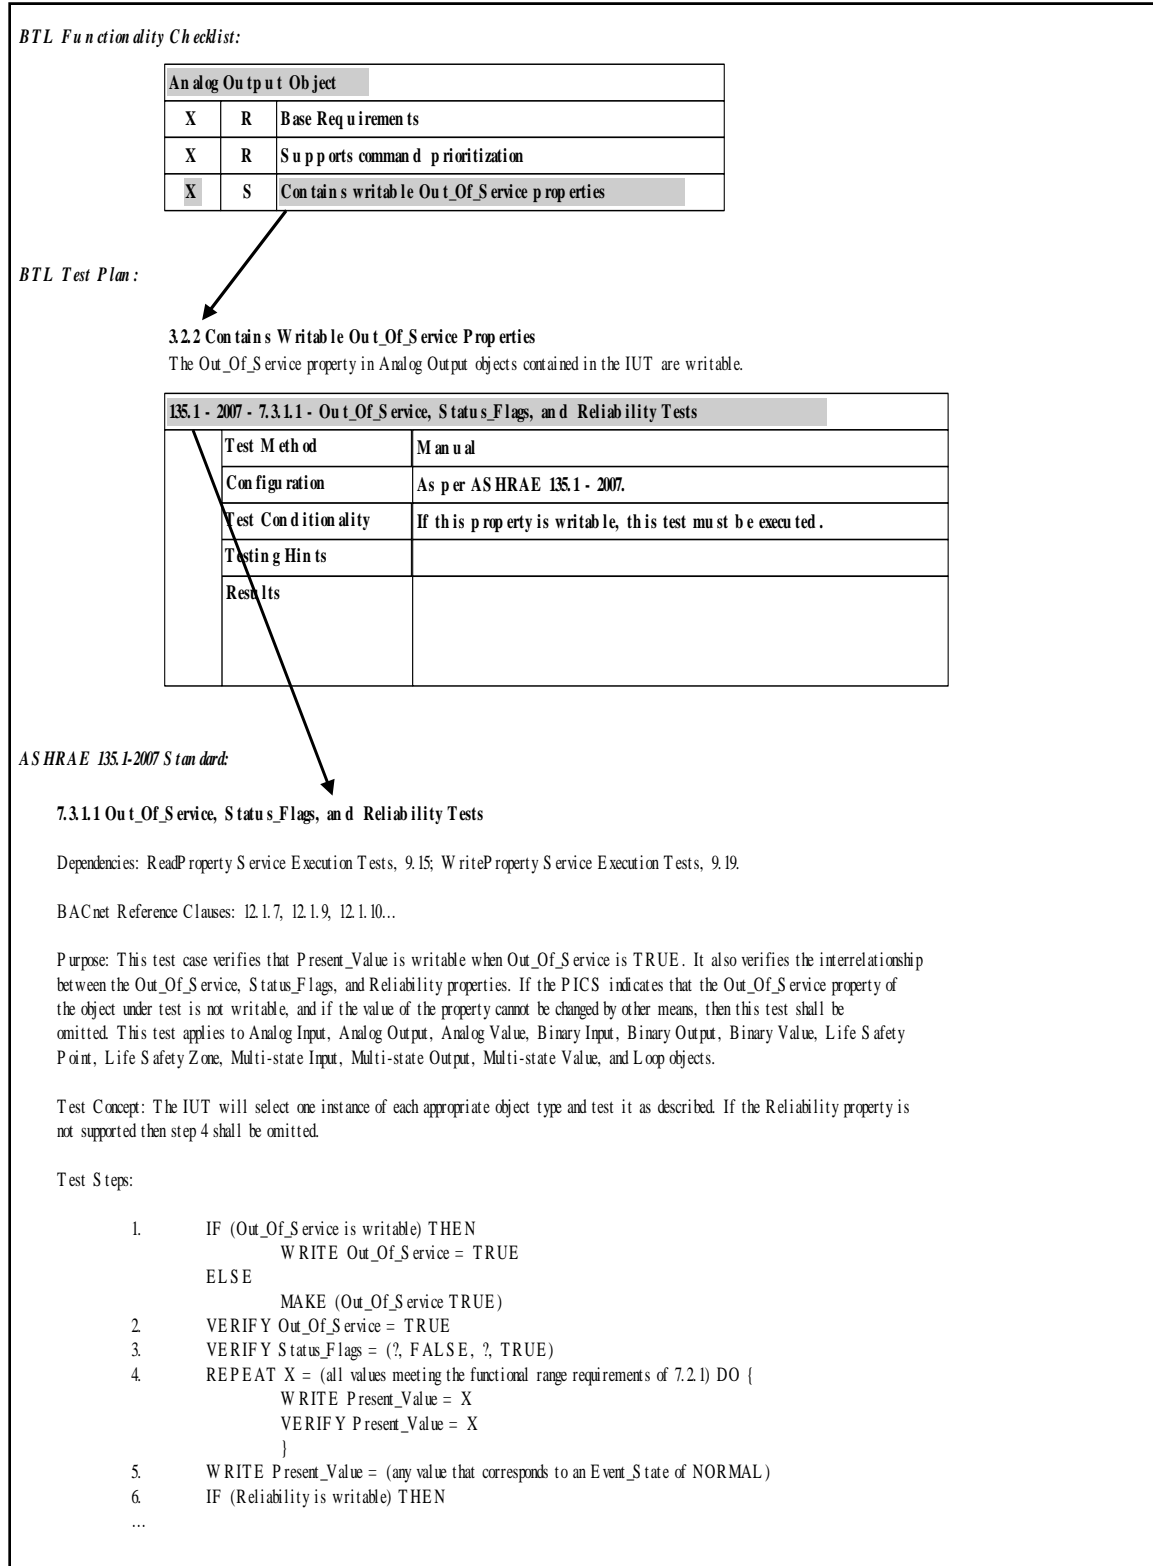 BTL Functionality Checklist:
Analog Output Object
X R Base Requirements
X R Supports command prioritization
X S Contains writable Out_Of_Service properties
BTL Test Plan:
3.2.2 Contains Writable Out_Of_Service Properties
The Out_Of_Service property in Analog Output objects contained in the IUT are writable.
135.1 - 2007 - 7.3.1.1 - Out_Of_Service, Status_Flags, and Reliability Tests
Test Method Manual
Configuration As per ASHRAE 135.1 - 2007.
Test Conditionality If this property is writable, this test must be executed.
Testing Hints
Results
ASHRAE 135.1-2007 Standard:
7.3.1.1 Out_Of_Service, Status_Flags, and Reliability Tests
Dependencies: ReadProperty Service Execution Tests, 9.15; WriteProperty Service Execution Tests, 9.19.
BACnet Reference Clauses: 12.1.7, 12.1.9, 12.1.10...
Purpose: This test case verifies that Present_Value is writable when Out_Of_Service is TRUE. It also verifies the interrelationship
between the Out_Of_Service, Status_Flags, and Reliability properties. If the PICS indicates that the Out_Of_Service property of
the object under test is not writable, and if the value of the property cannot be changed by other means, then this test shall be
omitted. This test applies to Analog Input, Analog Output, Analog Value, Binary Input, Binary Output, Binary Value, Life Safety
Point, Life Safety Zone, Multi-state Input, Multi-state Output, Multi-state Value, and Loop objects.
Test Concept: The IUT will select one instance of each appropriate object type and test it as described. If the Reliability property is
not supported then step 4 shall be omitted.
Test Steps:
1. IF (Out_Of_Service is writable) THEN
WRITE Out_Of_Service = TRUE
ELSE
MAKE (Out_Of_Service TRUE)
2. VERIFY Out_Of_Service = TRUE
3. VERIFY Status_Flags = (?, FALSE, ?, TRUE)
4. REPEAT X = (all values meeting the functional range requirements of 7.2.1) DO {
WRITE Present_Value = X
VERIFY Present_Value = X
}
5. WRITE Present_Value = (any value that corresponds to an Event_State of NORMAL)
6. IF (Reliability is writable) THEN
...